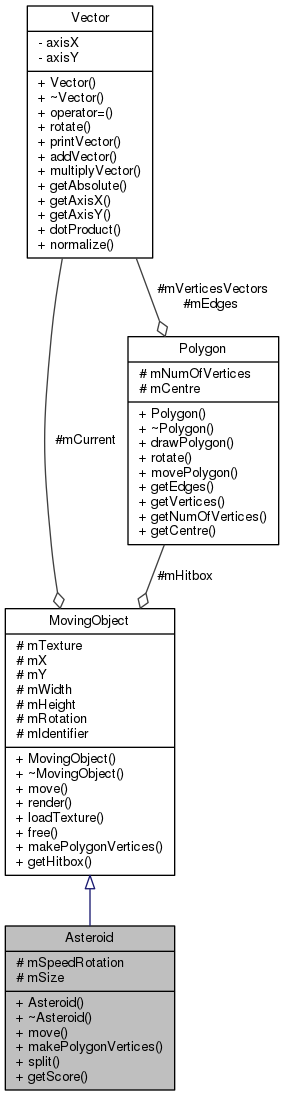 Vector
- axisX
- axisY
+ Vector()
+ ~Vector()
+ operator=()
+ rotate()
+ printVector()
+ addVector()
+ multiplyVector()
+ getAbsolute()
+ getAxisX()
+ getAxisY()
+ dotProduct()
+ normalize()
#mVerticesVectors
#mEdges
Polygon
# mNumOfVertices
# mCentre
+ Polygon()
+ ~Polygon()
+ drawPolygon()
+ rotate()
+ movePolygon()
+ getEdges()
+ getVertices()
+ getNumOfVertices()
+ getCentre()
#mCurrent
#mHitbox
MovingObject
# mTexture
# mX
# mY
# mWidth
# mHeight
# mRotation
# mIdentifier
+ MovingObject()
+ ~MovingObject()
+ move()
+ render()
+ loadTexture()
+ free()
+ makePolygonVertices()
+ getHitbox()
Asteroid
# mSpeedRotation
# mSize
+ Asteroid()
+ ~Asteroid()
+ move()
+ makePolygonVertices()
+ split()
+ getScore()